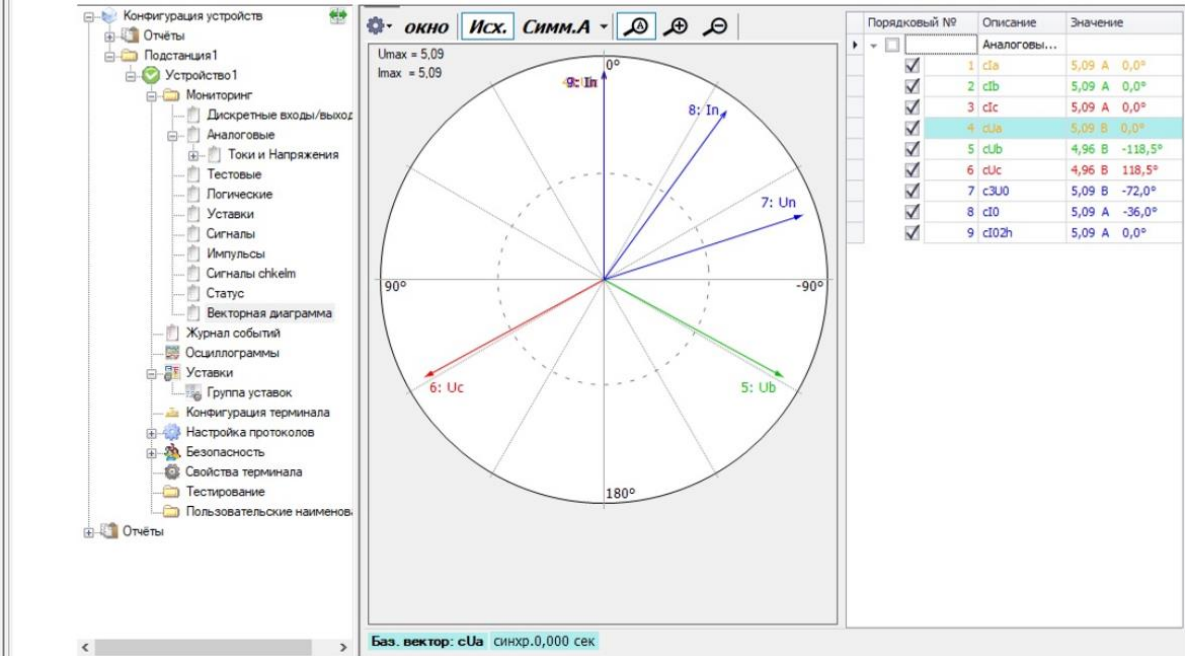 Конфигурация устройств
Отчёты
Подстанция1
Устройство1
Мониторинг
Дискретные входы/выход
Аналоговые
Токи и Напряжения
Тестовые
Логические
Уставки
Сигналы
Импульсы
Сигналы chkelm
Статус
Векторная диаграмма
Журнал событий
Осциллограммы
Уставки
Группа уставок
Конфигурация терминала
Настройка протоколов
Безопасность
Свойства терминала
Тестирование
Пользовательские наименов
Отчёты
окно Исх. Симм.А
Umax = 5,09
Imax = 5,09
0°
9: In
8: In
7: Un
90°
-90°
6: Uc
5: Ub
180°
Баз. вектор: cUa синхр.0,000 сек
Порядковый № Описание Значение
Аналоговы...
1 cIa 5,09 А 0,0°
2 cIb 5,09 А 0,0°
3 cIc 5,09 А 0,0°
4 cUa 5,09 В 0,0°
5 cUb 4,96 В -118,5°
6 cUc 4,96 В 118,5°
7 c3U0 5,09 В -72,0°
8 cI0 5,09 А -36,0°
9 cI02h 5,09 А 0,0°